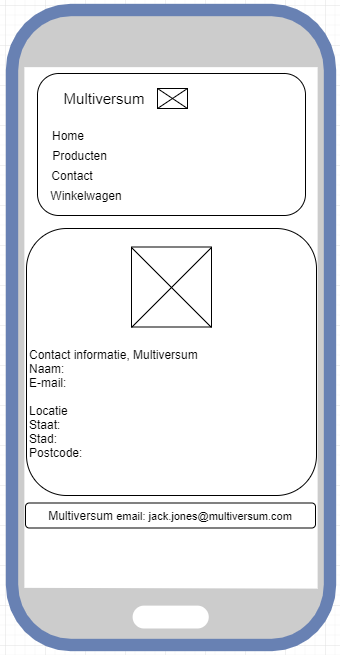 Multiversum
Home
Producten
Contact
Winkelwagen
Contact informatie, Multiversum
Naam:
E-mail:
Locatie
Staat:
Stad:
Postcode:
Multiversum email: jack.jones@multiversum.com